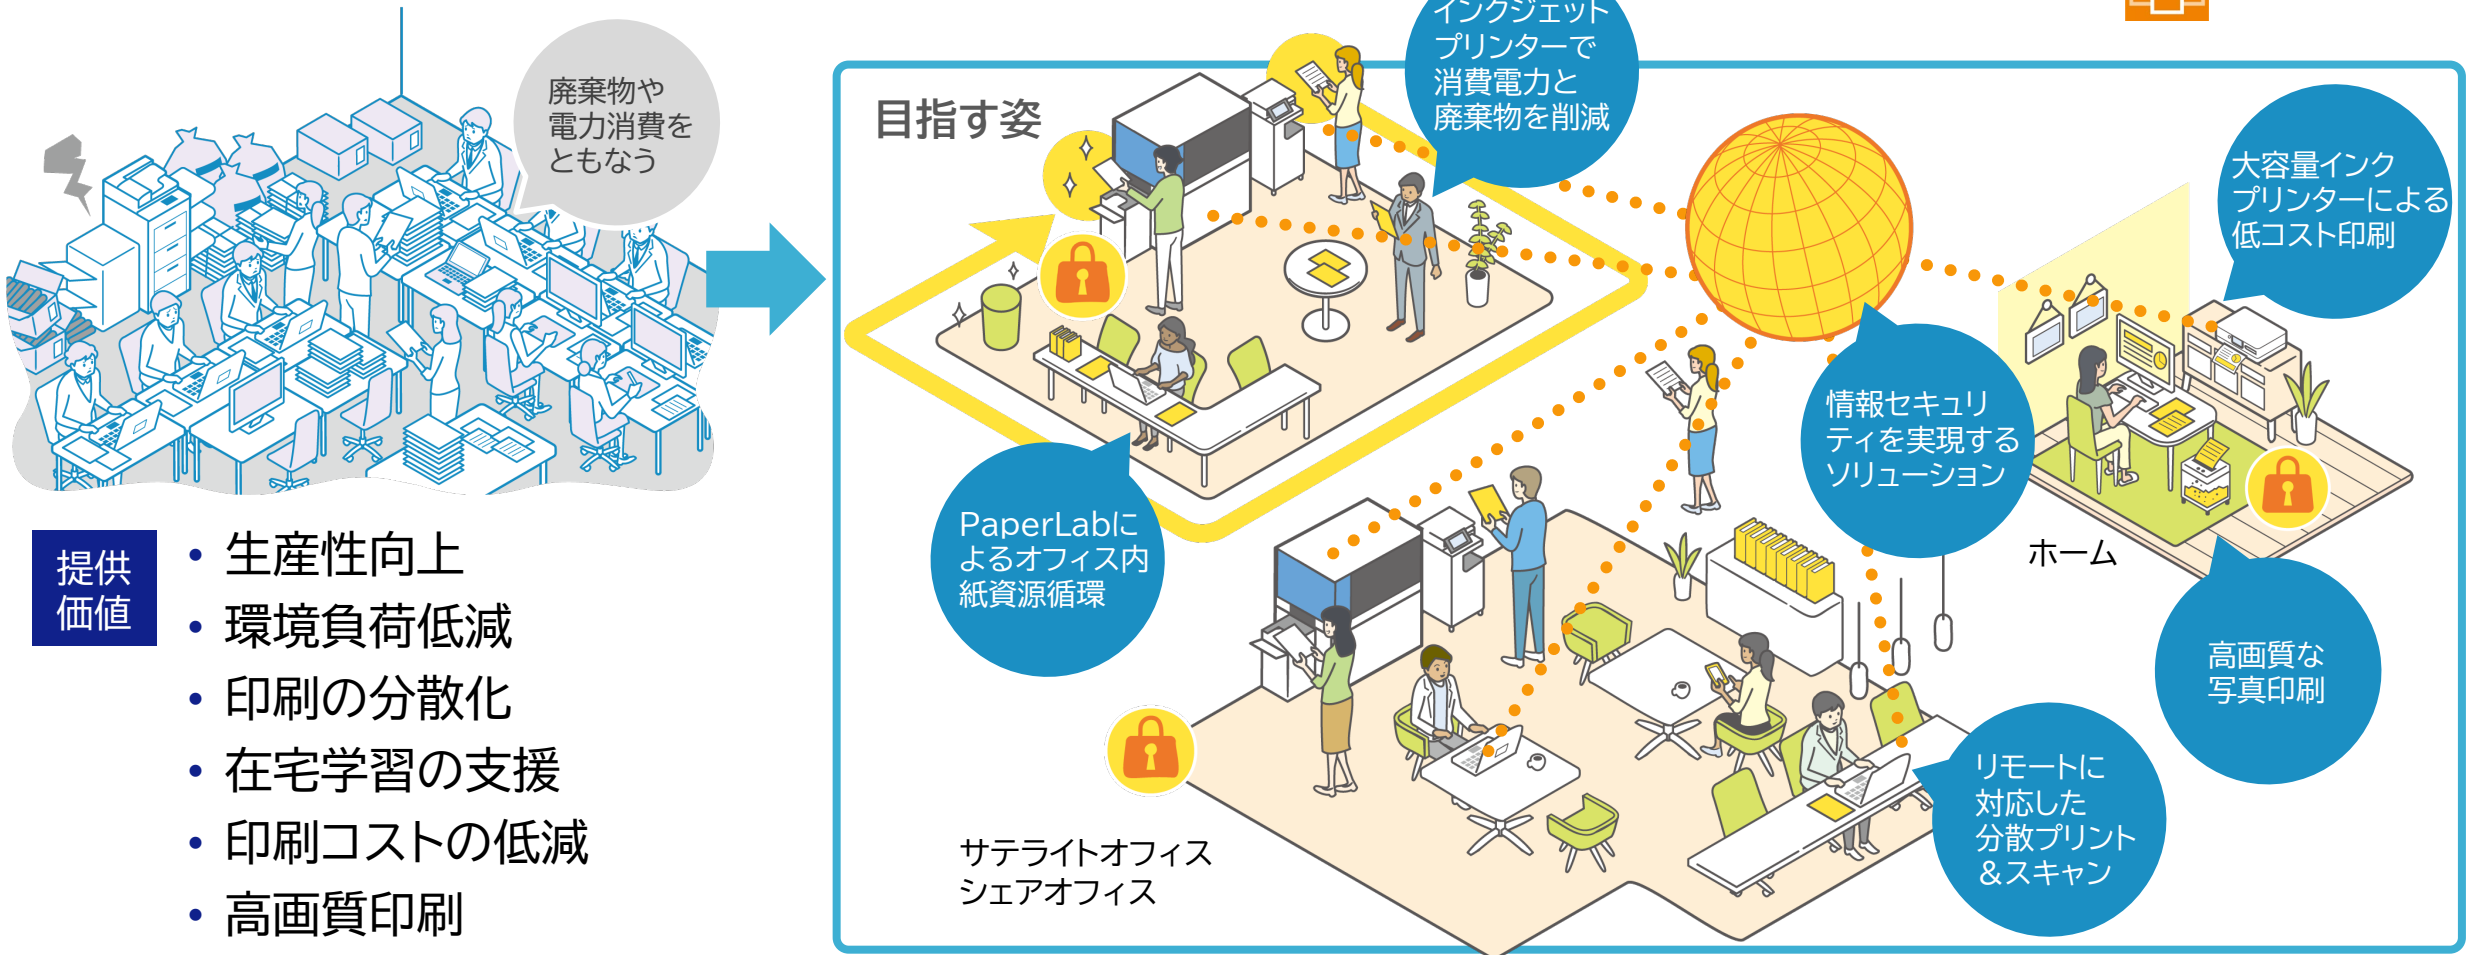 廃棄物や
電力消費を
ともなう
提供
価値
• 生産性向上
• 環境負荷低減
• 印刷の分散化
• 在宅学習の支援
• 印刷コストの低減
• 高画質印刷
目指す姿
インクジェット
プリンターで
消費電力と
廃棄物を削減
大容量インク
プリンターによる
低コスト印刷
情報セキュリ
ティを実現する
ソリューション
PaperLabに
よるオフィス内
紙資源循環
ホーム
高画質な
写真印刷
リモートに
対応した
分散プリント
＆スキャン
サテライトオフィス
シェアオフィス